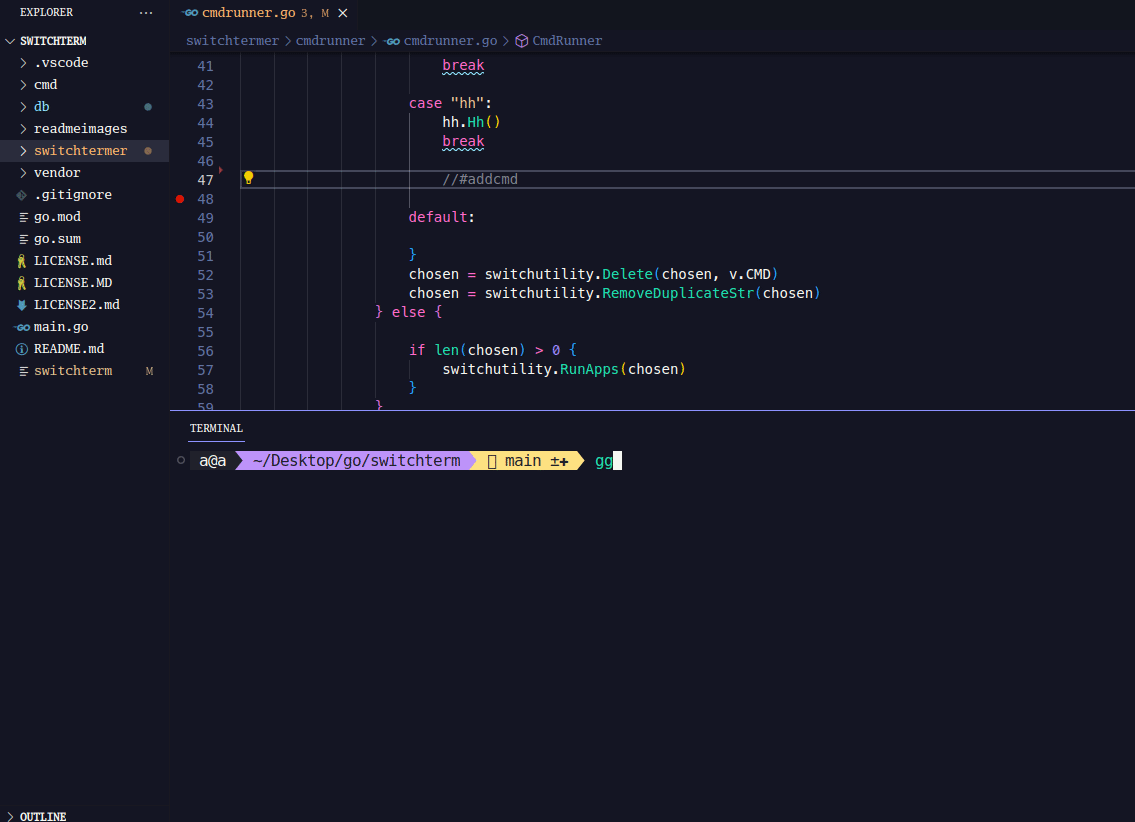 EXPLORER ···
SWITCHTERM
.vscode
cmd
db
readmeimages
switchtermer
vendor
.gitignore
go.mod
go.sum
LICENSE.md
LICENSE.MD
LICENSE2.md
GO main.go
README.md
switchterm M
OUTLINE
GO cmdrunner.go 3, M
switchtermer > cmdrunner > GO cmdrunner.go > CmdRunner
41 break
42
43 case "hh":
44 hh.Hh()
45 break
46
47 //#addcmd
48
49 default:
50
51 }
52 chosen = switchutility.Delete(chosen, v.CMD)
53 chosen = switchutility.RemoveDuplicateStr(chosen)
54 } else {
55
56 if len(chosen) > 0 {
57 switchutility.RunApps(chosen)
58 }
59 }
TERMINAL
a@a ~/Desktop/go/switchterm main ±✚ gg